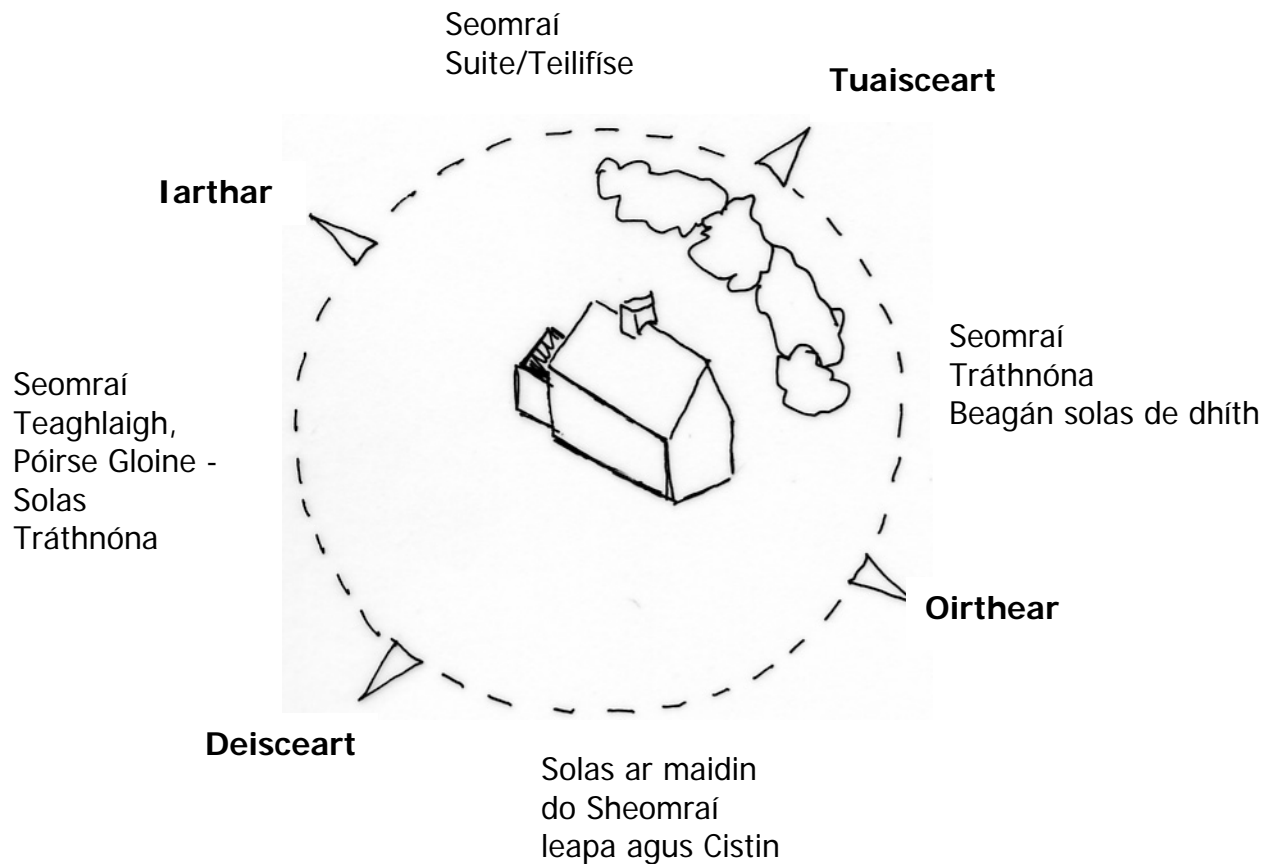 Seomraí
Suite/Teilifíse
Tuaisceart
Iarthar
Seomraí
Tráthnóna
Beagán solas de dhíth
Seomraí
Teaghlaigh,
Póirse Gloine -
Solas
Tráthnóna
Oirthear
Deisceart
Solas ar maidin
do Sheomraí
leapa agus Cistin